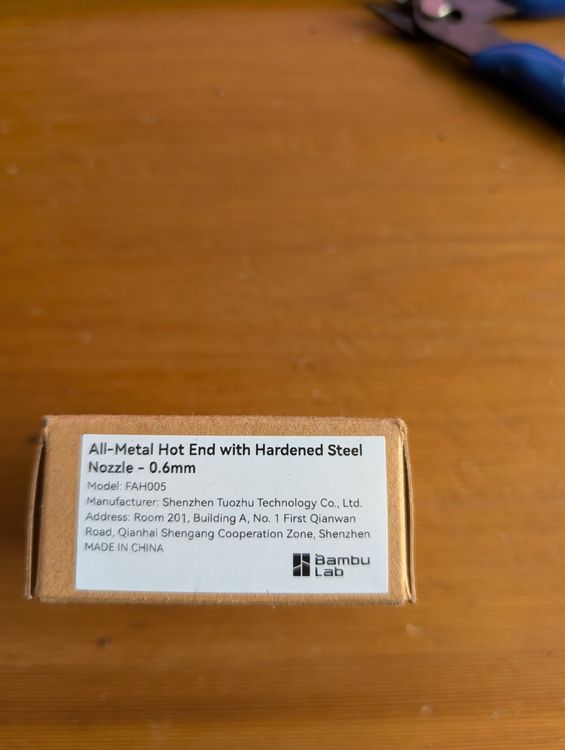 All-Metal Hot End with Hardened Steel
Nozzle - 0.6mm
Model: FAH005
Manufacturer: Shenzhen Tuozhu Technology Co., Ltd.
Address: Room 201, Building A, No. 1 First Qianwan
Road, Qianhai Shengang Cooperation Zone, Shenzhen
MADE IN CHINA
Bambu
Lab